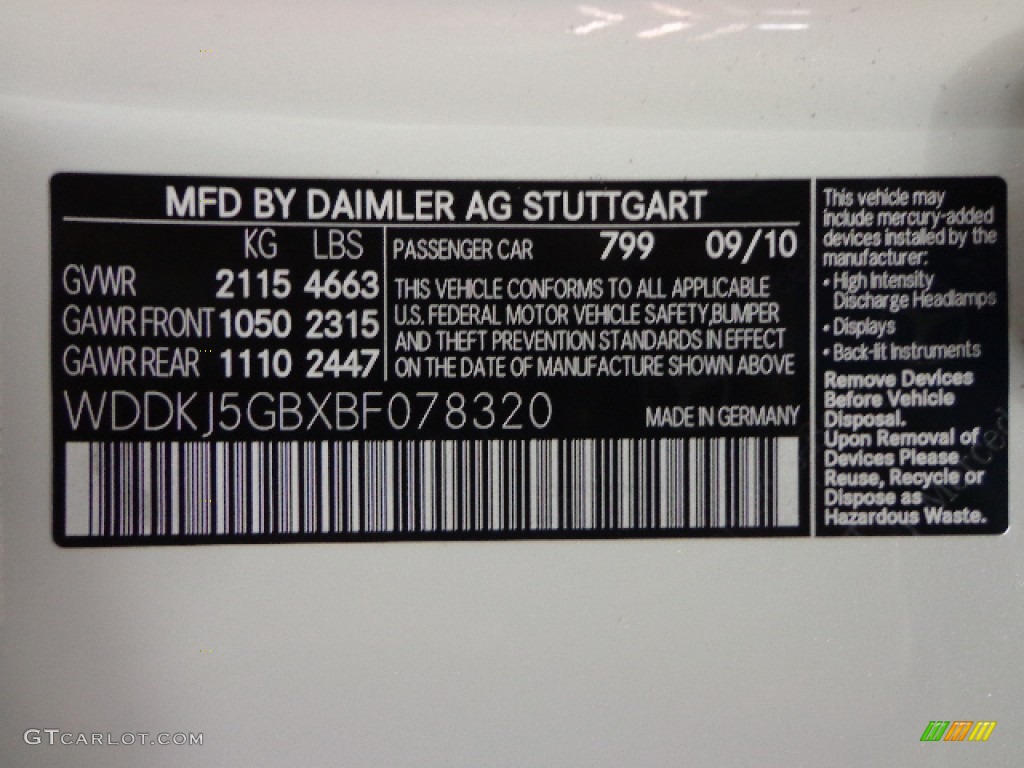 MFD BY DAIMLER AG STUTTGART
KG LBS
GVWR 2115 4663
GAWR FRONT 1050 2315
GAWR REAR 1110 2447
PASSENGER CAR 799 09/10
THIS VEHICLE CONFORMS TO ALL APPLICABLE
U.S. FEDERAL MOTOR VEHICLE SAFETY,BUMPER
AND THEFT PREVENTION STANDARDS IN EFFECT
ON THE DATE OF MANUFACTURE SHOWN ABOVE
WDDKJ5GBXBF078320
MADE IN GERMANY
This vehicle may
include mercury-added
devices installed by the
manufacturer:
• High Intensity
Discharge Headlamps
• Displays
• Back-lit Instruments
Remove Devices
Before Vehicle
Disposal.
Upon Removal of
Devices Please
Reuse, Recycle or
Dispose as
Hazardous Waste.
GTCARLOT.COM